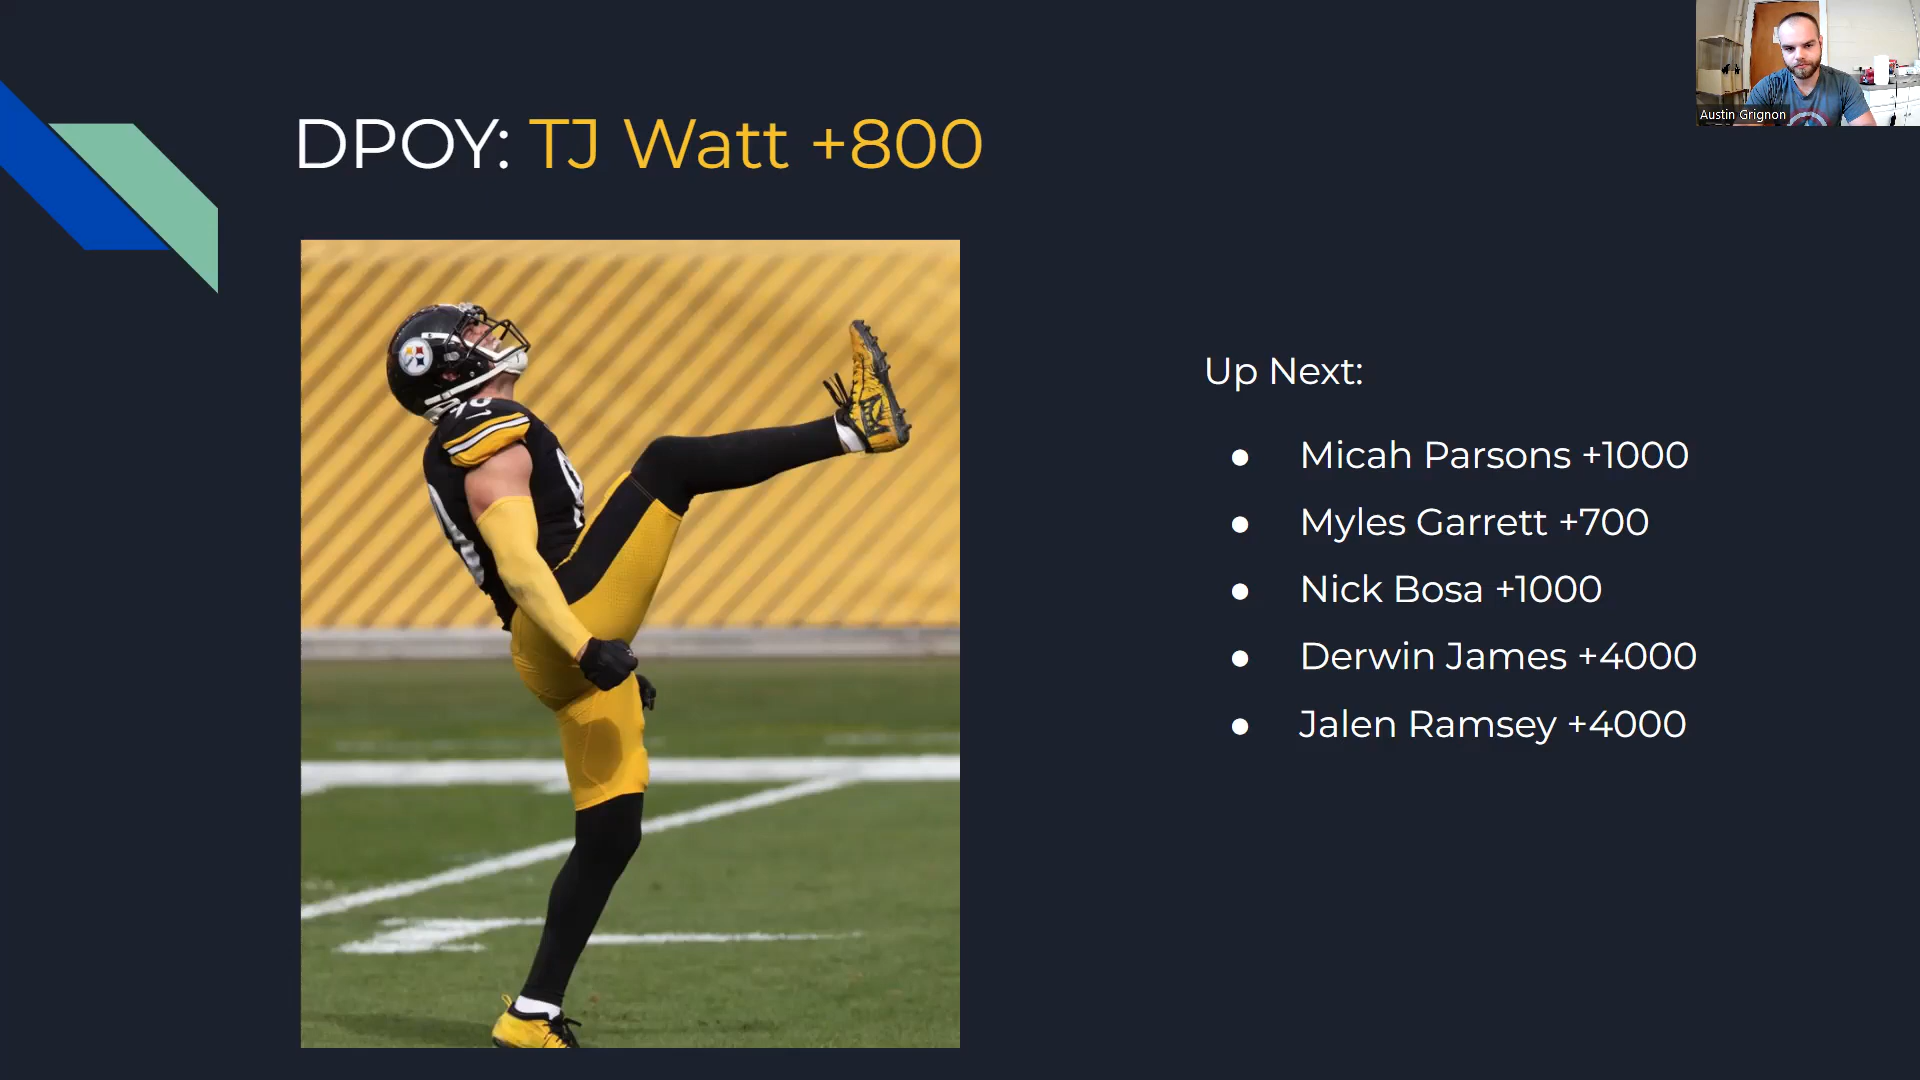 DPOY: TJ Watt +800
Austin Grignon
Up Next:
● Micah Parsons +1000
● Myles Garrett +700
● Nick Bosa +1000
● Derwin James +4000
● Jalen Ramsey +4000